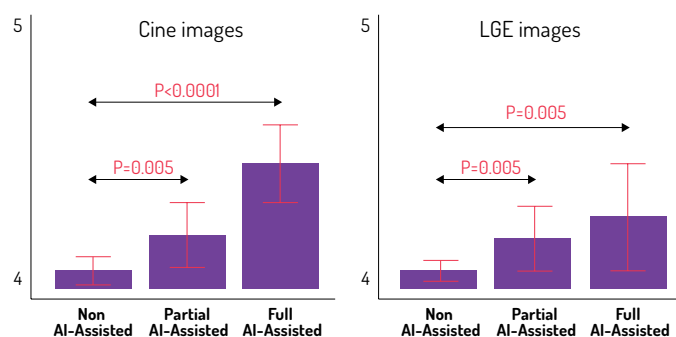 Cine images
5
4
P<0.0001
P=0.005
Non
AI-Assisted
Partial
AI-Assisted
Full
AI-Assisted
LGE images
5
4
P=0.005
P=0.005
Non
AI-Assisted
Partial
AI-Assisted
Full
AI-Assisted